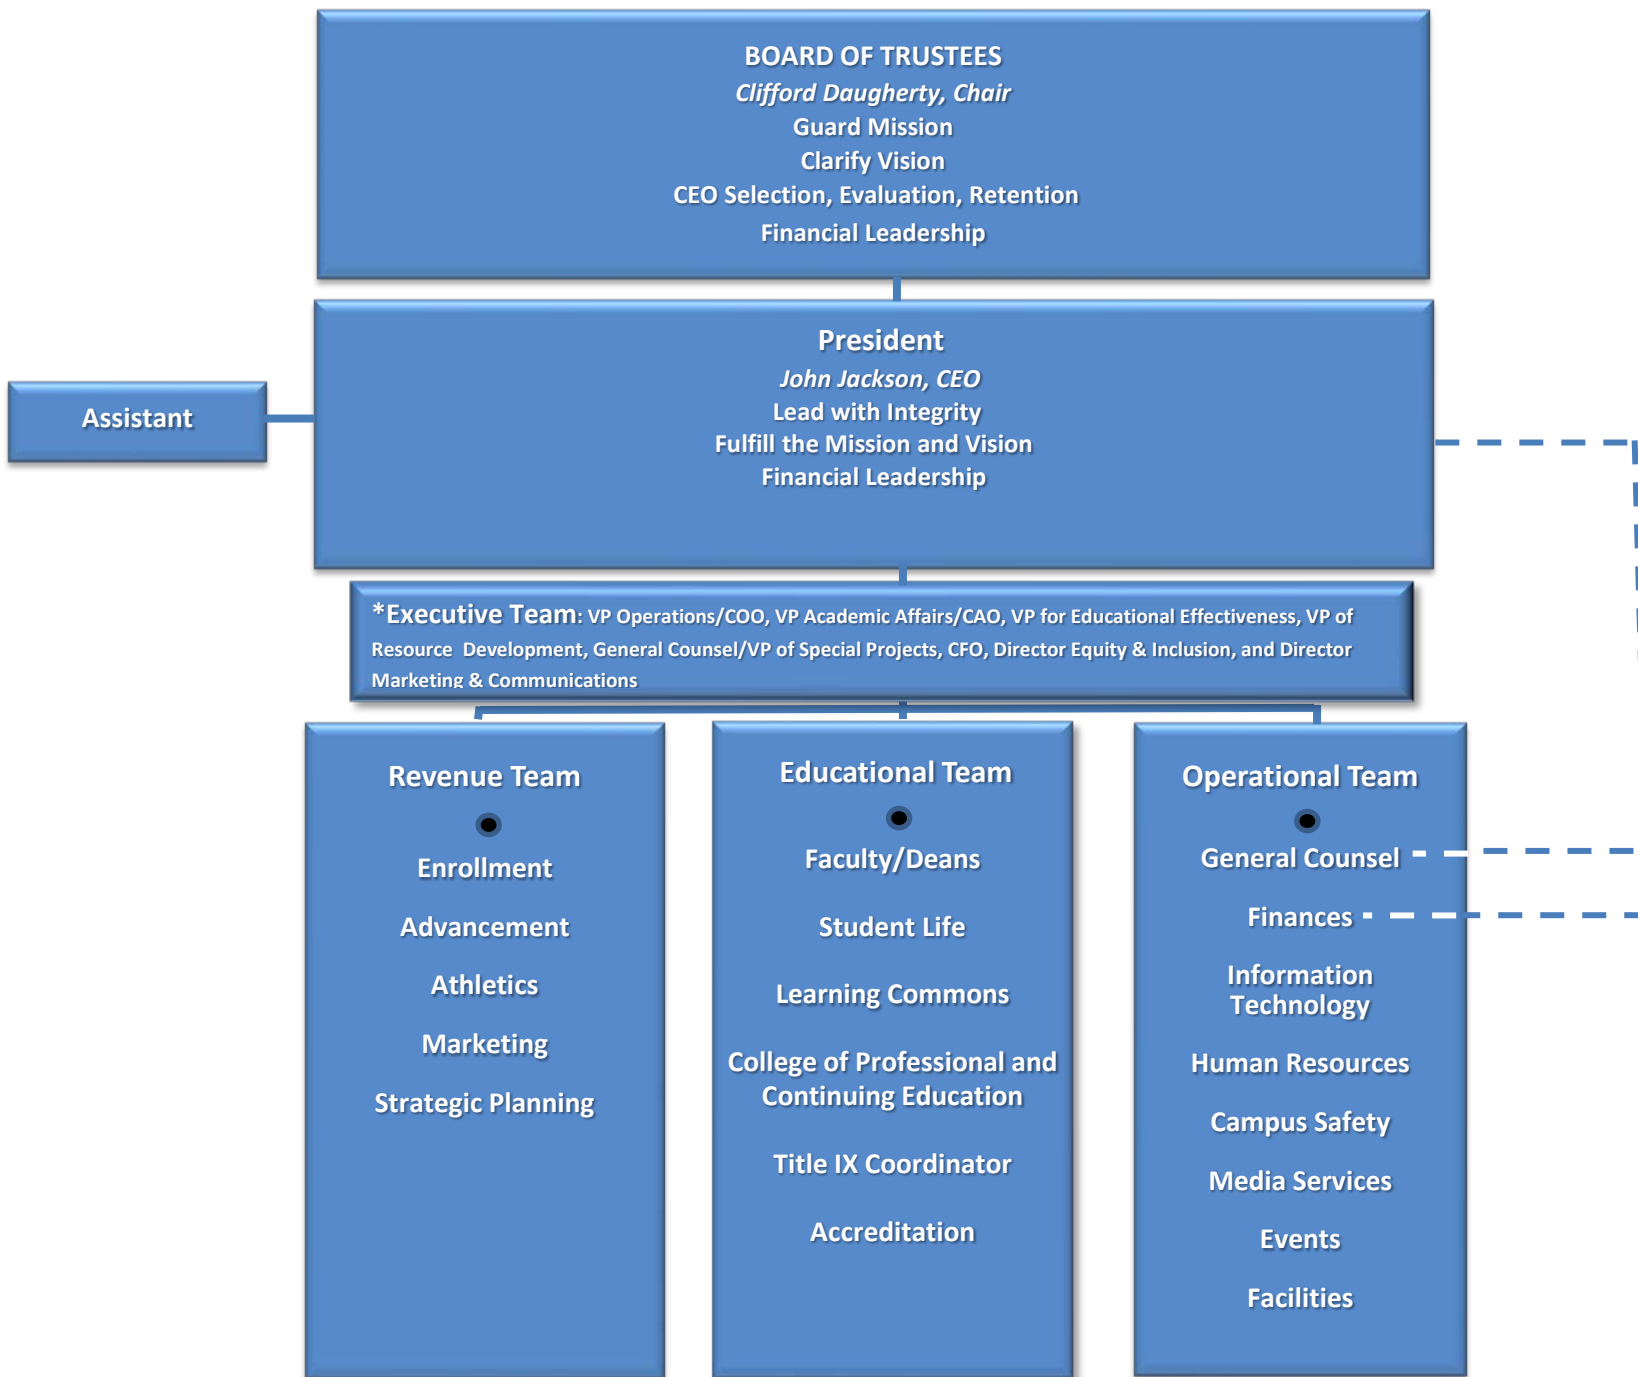 BOARD OF TRUSTEES
Clifford Daugherty, Chair
Guard Mission
Clarify Vision
CEO Selection, Evaluation, Retention
Financial Leadership
President
John Jackson, CEO
Lead with Integrity
Fulfill the Mission and Vision
Financial Leadership
Assistant
*Executive Team: VP Operations/COO, VP Academic Affairs/CAO, VP for Educational Effectiveness, VP of
Resource Development, General Counsel/VP of Special Projects, CFO, Director Equity & Inclusion, and Director
Marketing & Communications
Revenue Team
Enrollment
Advancement
Athletics
Marketing
Strategic Planning
Educational Team
Faculty/Deans
Student Life
Learning Commons
College of Professional and
Continuing Education
Title IX Coordinator
Accreditation
Operational Team
General Counsel
Finances
Information
Technology
Human Resources
Campus Safety
Media Services
Events
Facilities